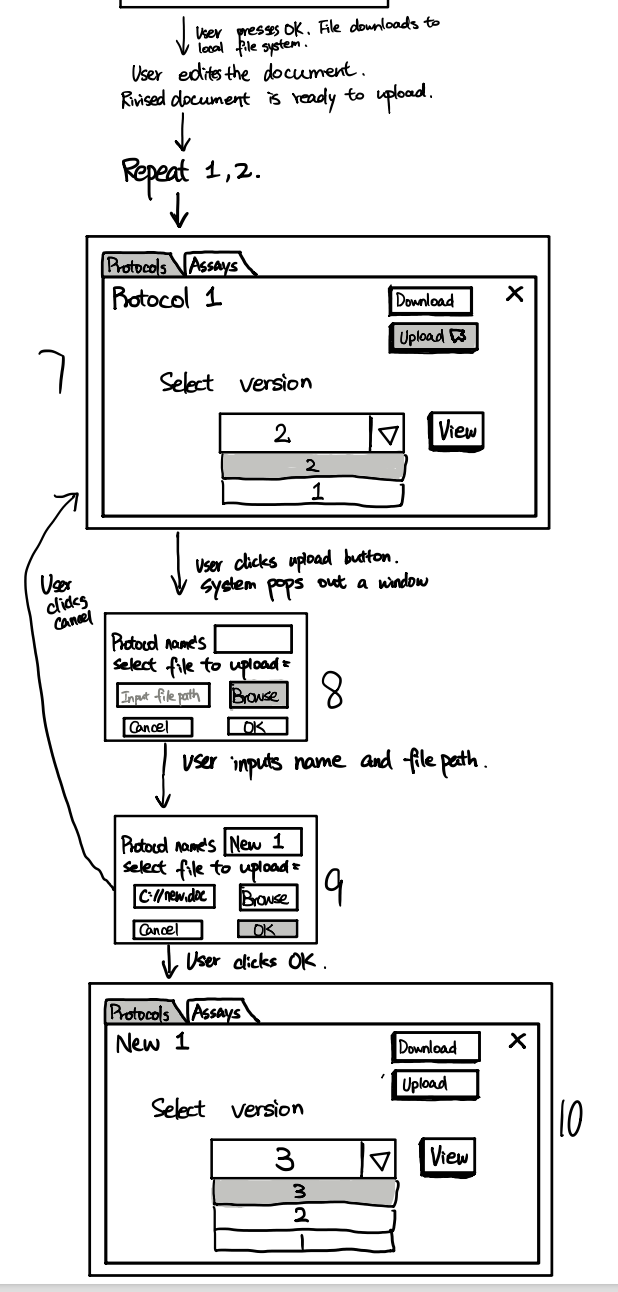 User presses OK. File downloads to
local file system.
User edites the document.
Rivised document is ready to upload.
Repeat 1,2.
Protocols
Assays
Protocol 1
Download
X
Upload
7
Select version
2
View
2
1
User clicks upload button.
System pops out a window
User
clicks
cancel
Protocol name:
select file to upload:
Input file path
Browse
Cancel
OK
8
User inputs name and file path.
Protocol name:
New 1
select file to upload:
C://new.doc
Browse
Cancel
OK
9
User clicks OK.
Protocols
Assays
New 1
Download
X
Upload
Select version
10
3
View
3
2
1